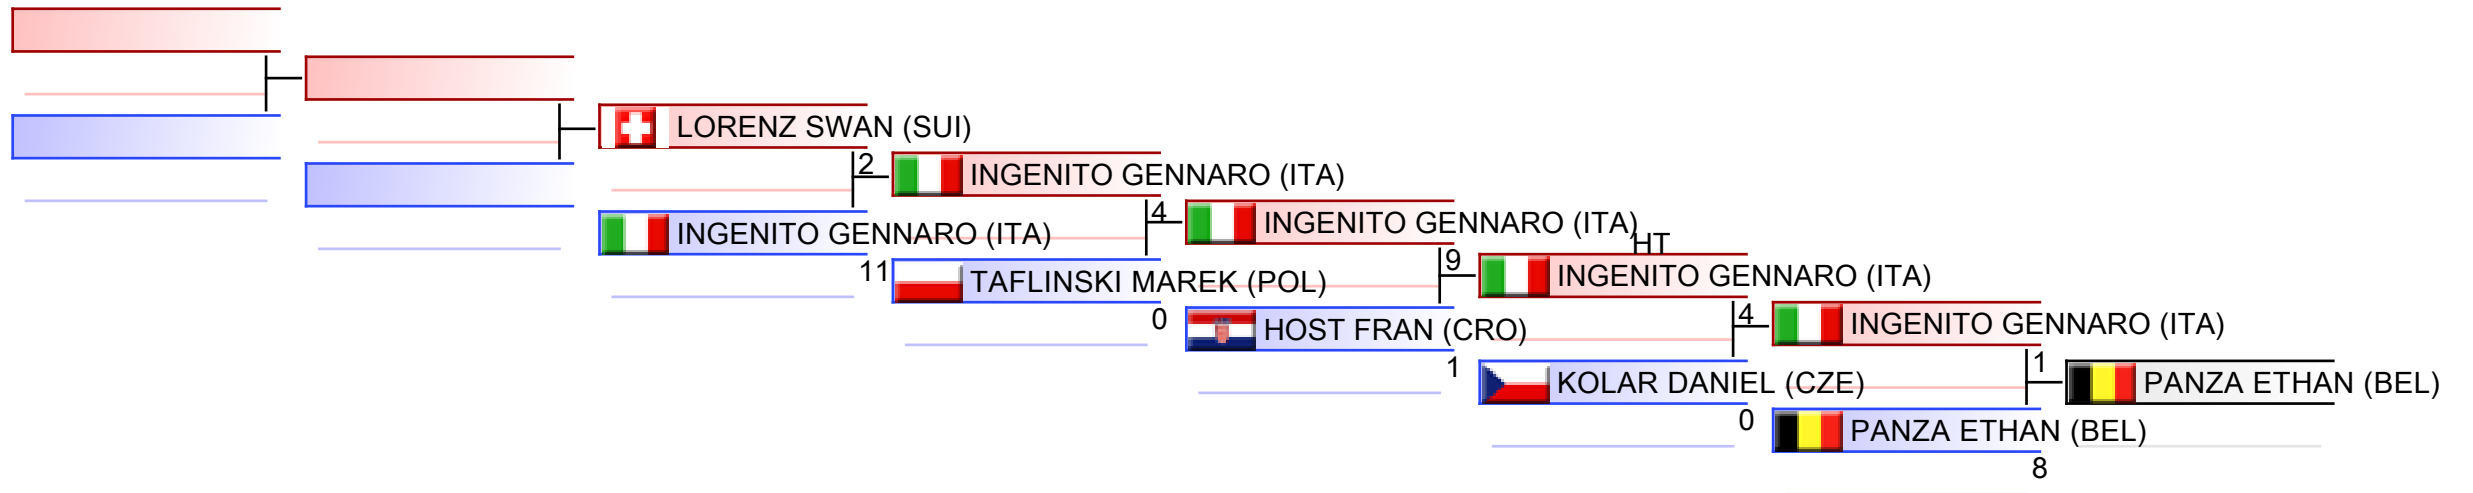 LORENZ SWAN (SUI)
2
INGENITO GENNARO (ITA)
INGENITO GENNARO (ITA)
11
4
TAFLINSKI MAREK (POL)
0
INGENITO GENNARO (ITA)
9
HOST FRAN (CRO)
1
HT
INGENITO GENNARO (ITA)
4
KOLAR DANIEL (CZE)
0
INGENITO GENNARO (ITA)
1
PANZA ETHAN (BEL)
8
PANZA ETHAN (BEL)